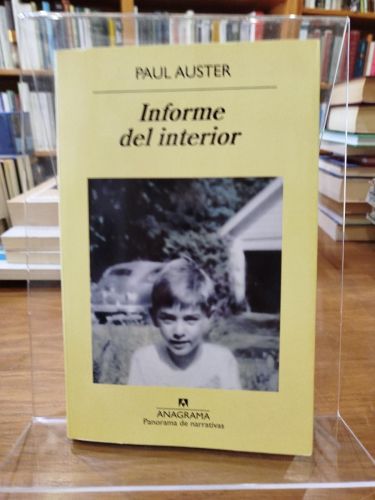 PAUL AUSTER
Informe
del interior
ANAGRAMA
Panorama de narrativas